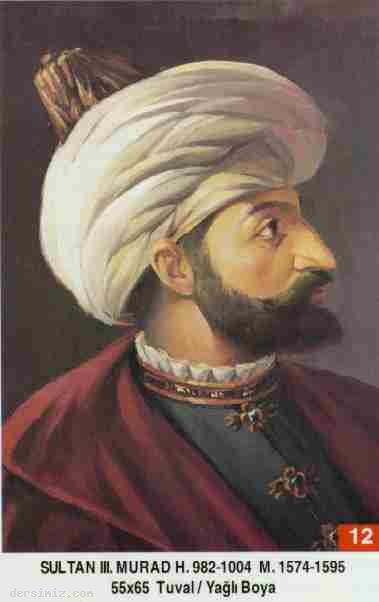 12
SULTAN III. MURAD H. 982-1004 M. 1574-1595
dersimiz.com 55x65 Tuval / Yağlı Boya